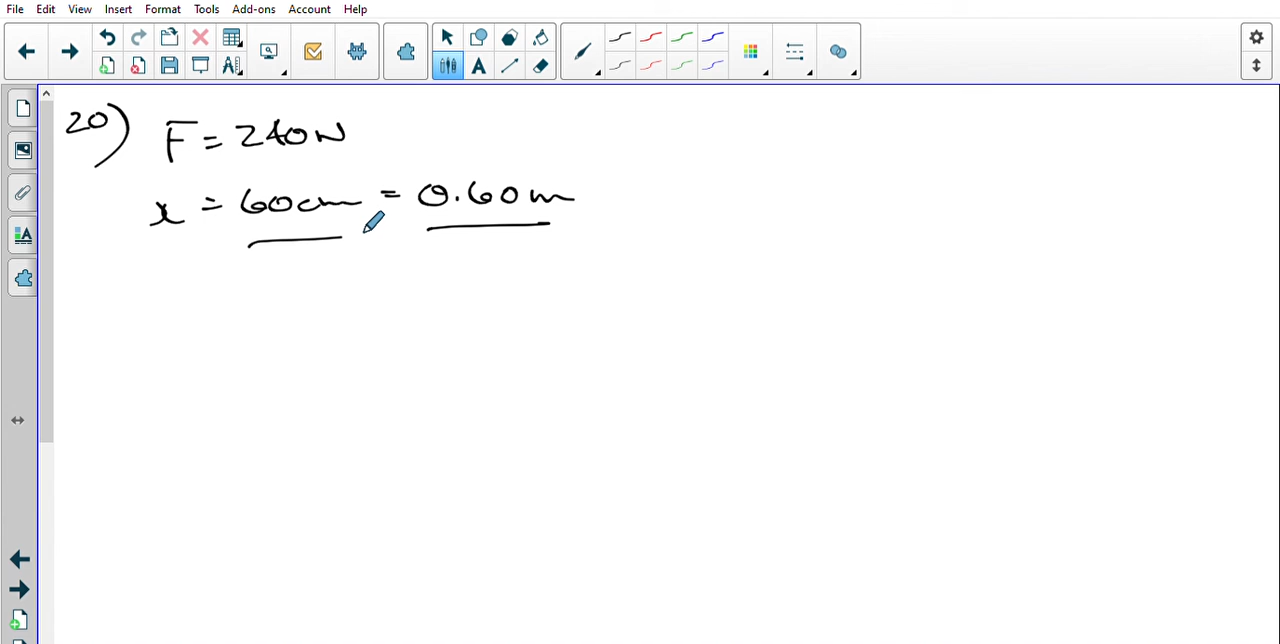 File Edit View Insert Format Tools Add-ons Account Help
20) F = 240N
x = 60cm = 0.60m